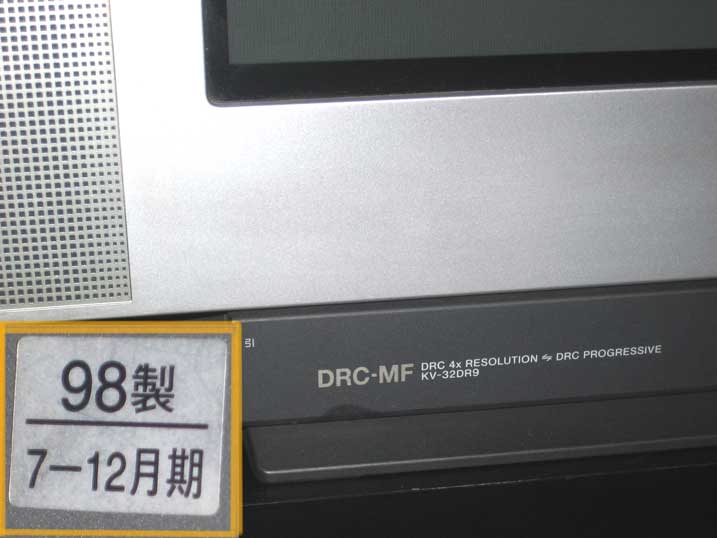 DRC-MF
DRC 4x RESOLUTION ⇋ DRC PROGRESSIVE
KV-32DR9
98製
7-12月期